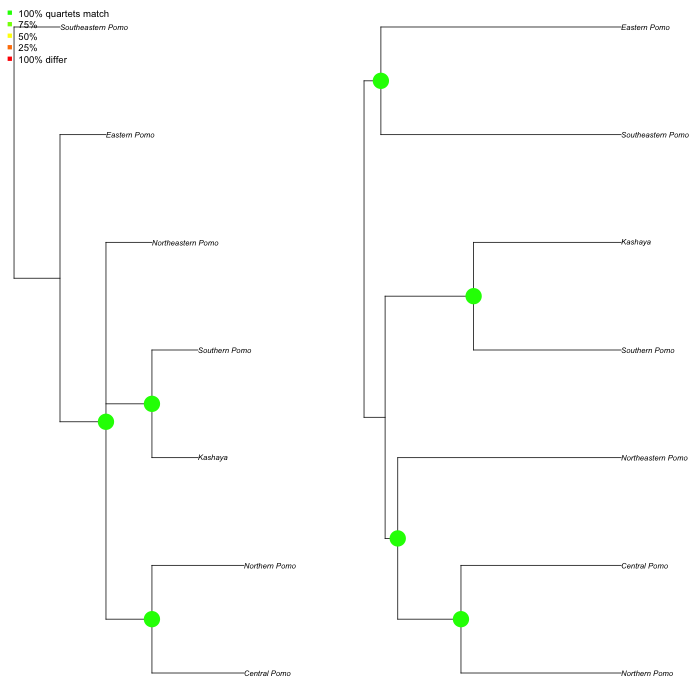 100% quartets match
75%
50%
25%
100% differ
Southeastern Pomo
Eastern Pomo
Northeastern Pomo
Southern Pomo
Kashaya
Northern Pomo
Central Pomo
Eastern Pomo
Southeastern Pomo
Kashaya
Southern Pomo
Northeastern Pomo
Central Pomo
Northern Pomo